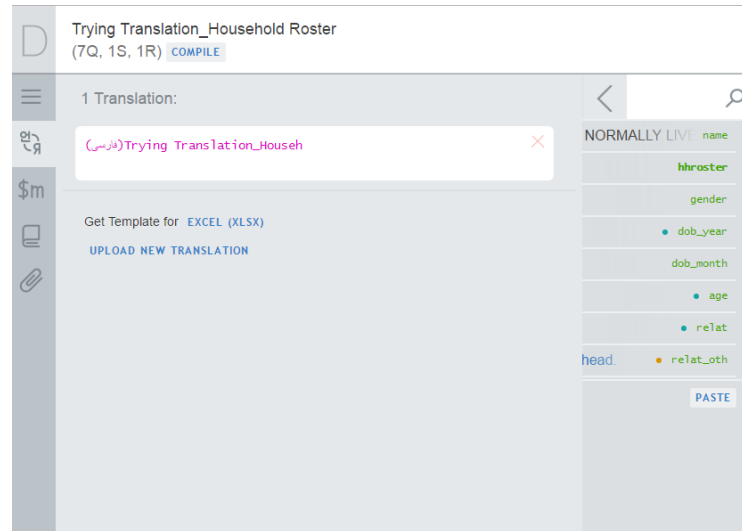 D
Trying Translation_Household Roster
(7Q, 1S, 1R) COMPILE
1 Translation:
(فارسی)Trying Translation_Househ
Get Template for EXCEL (XLSX)
UPLOAD NEW TRANSLATION
$m
NORMALLY LIVE name
hhroster
gender
dob_year
dob_month
age
relat
head. relat_oth
PASTE